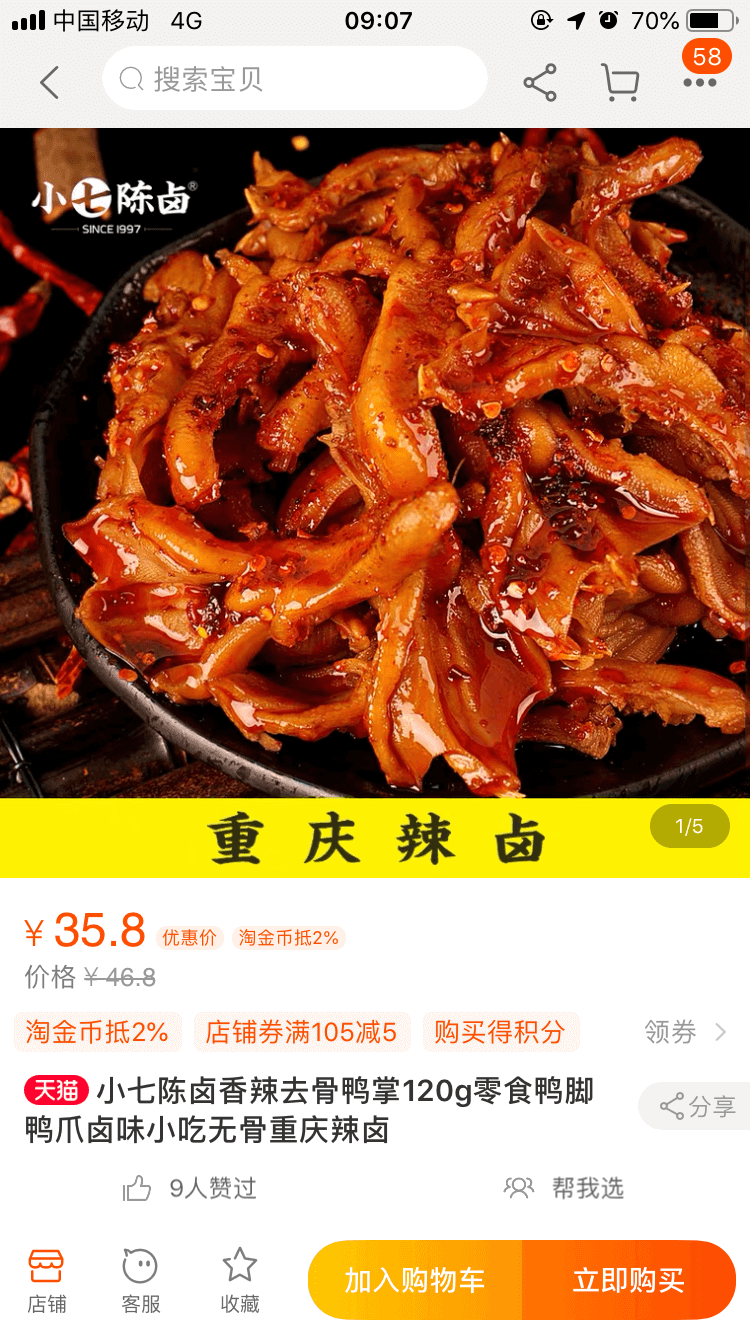 中国移动 4G 09:07 70%
58
搜索宝贝
小七陈卤®
SINCE 1997
重庆辣卤
1/5
¥35.8 优惠价 淘金币抵2%
价格 ¥46.8
淘金币抵2% 店铺券满105减5 购买得积分 领券
天猫 小七陈卤香辣去骨鸭掌120g零食鸭脚
鸭爪卤味小吃无骨重庆辣卤
分享
9人赞过 帮我选
店铺 客服 收藏 加入购物车 立即购买